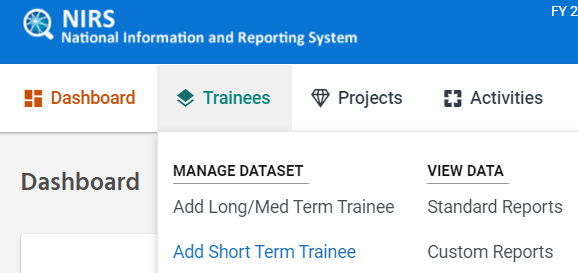 NIRS
National Information and Reporting System
FY 2
Dashboard
Trainees
Projects
Activities
Dashboard
MANAGE DATASET
Add Long/Med Term Trainee
Add Short Term Trainee
VIEW DATA
Standard Reports
Custom Reports